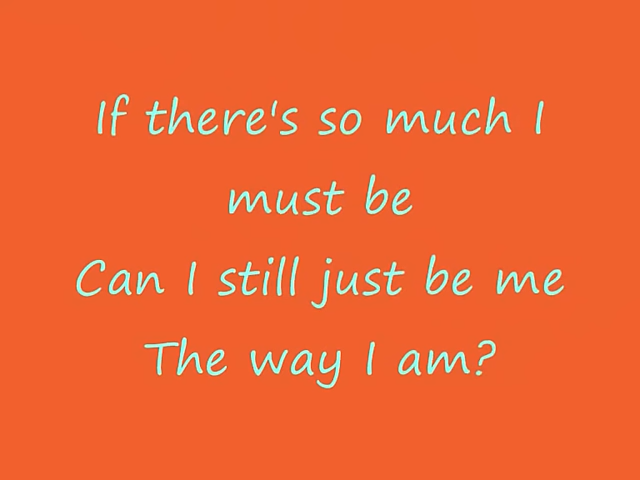 If there's so much I
must be
Can I still just be me
The way I am?